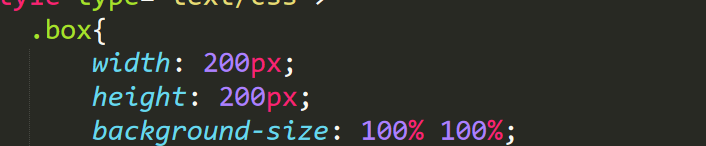 .box{
width: 200px;
height: 200px;
background-size: 100% 100%;